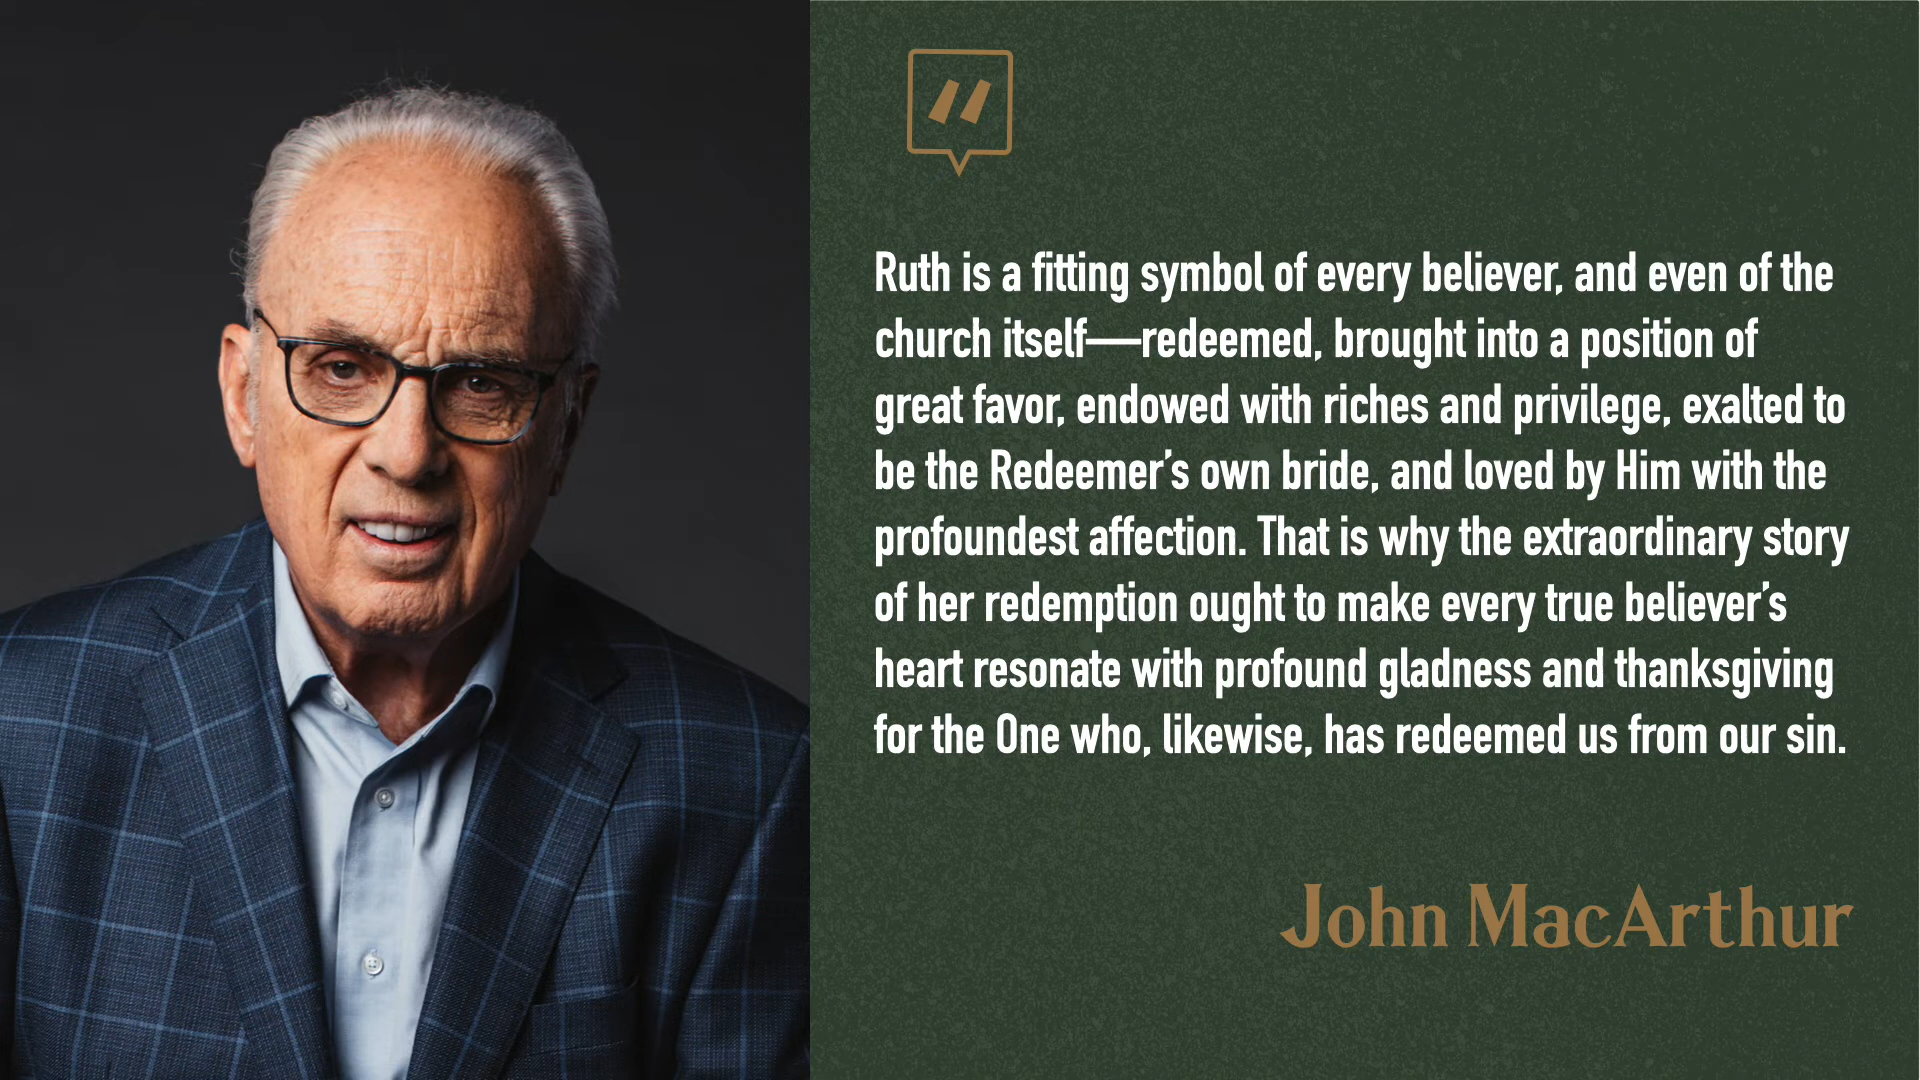 Ruth is a fitting symbol of every believer, and even of the
church itself—redeemed, brought into a position of
great favor, endowed with riches and privilege, exalted to
be the Redeemer’s own bride, and loved by Him with the
profoundest affection. That is why the extraordinary story
of her redemption ought to make every true believer’s
heart resonate with profound gladness and thanksgiving
for the One who, likewise, has redeemed us from our sin.
John MacArthur